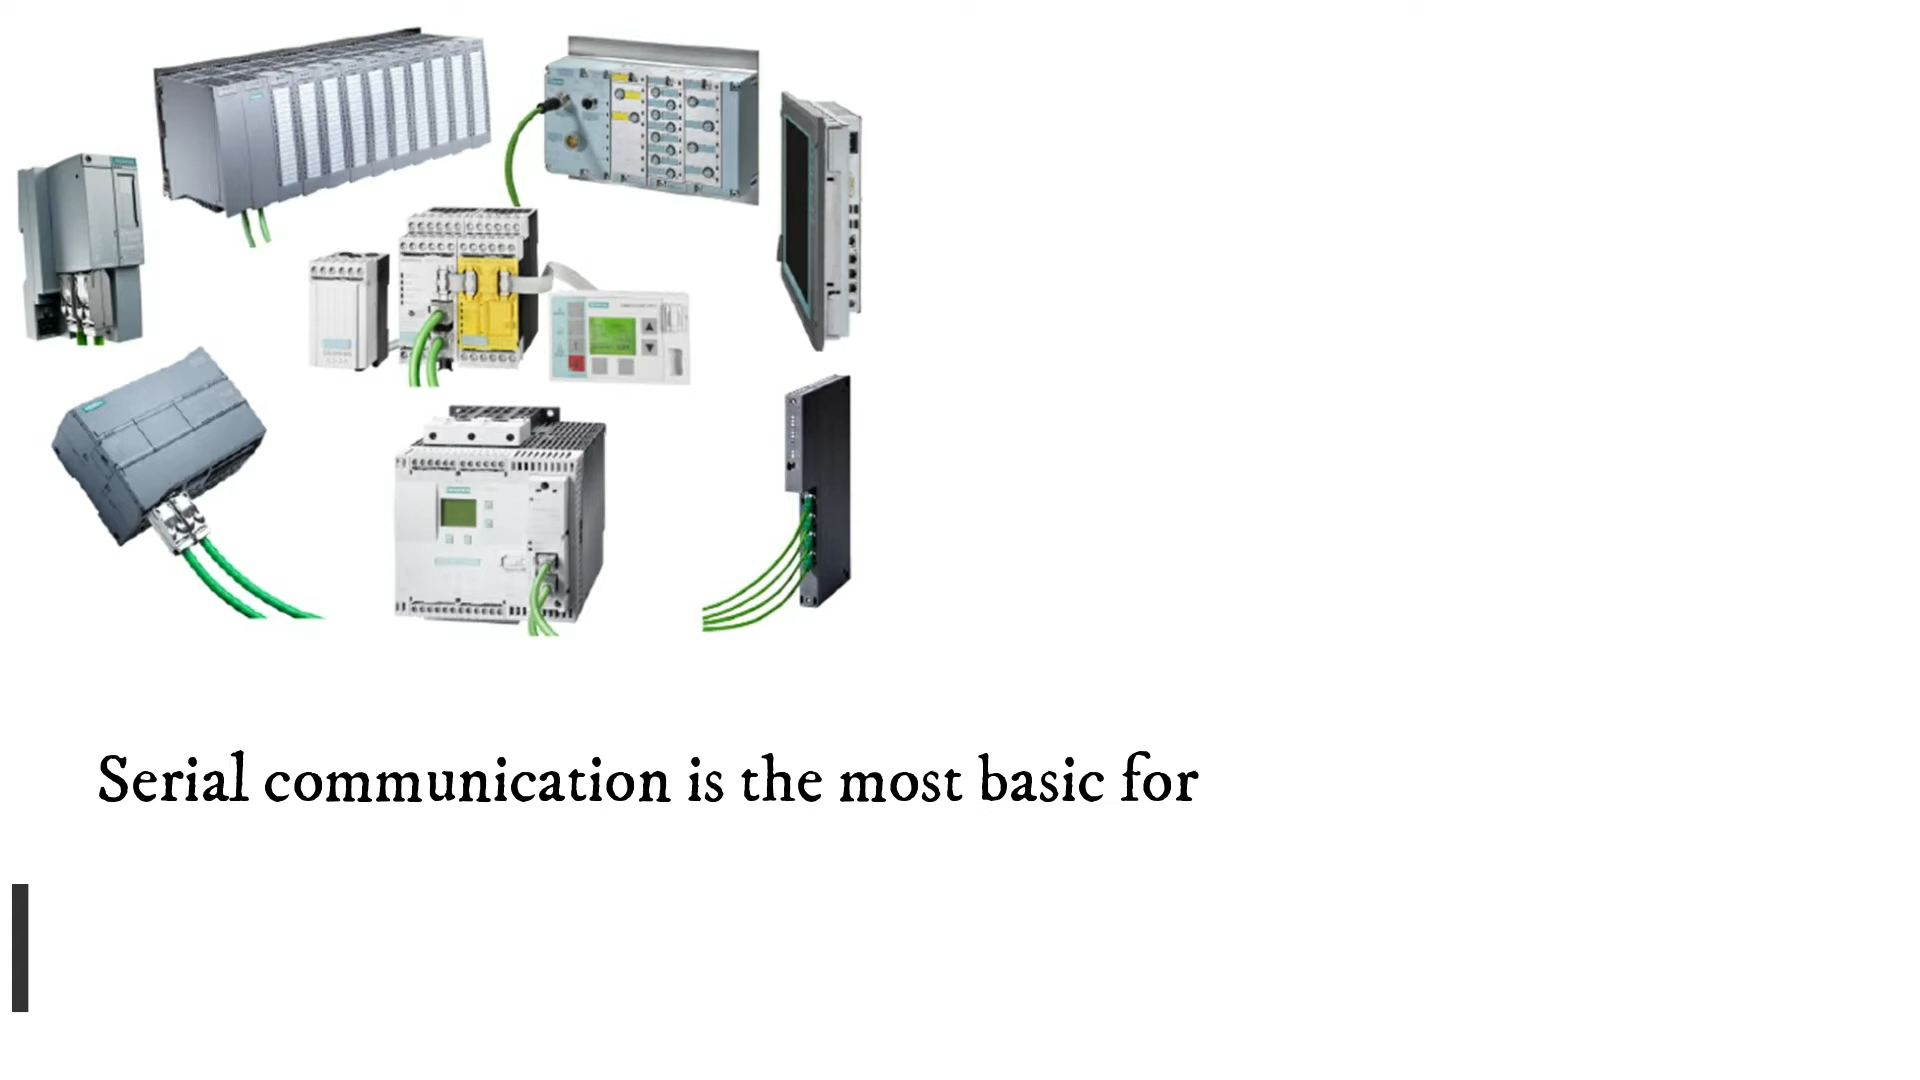 Serial communication is the most basic for